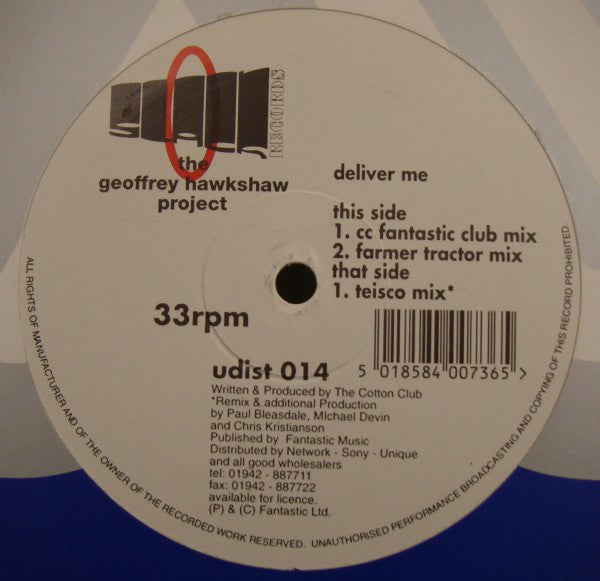 RECORDS
the
geoffrey hawkshaw
project
deliver me
this side
1. cc fantastic club mix
2. farmer tractor mix
that side
1. teisco mix*
33rpm
udist 014
5 018584 007365 >
Written & Produced by The Cotton Club
*Remix & additional Production
by Paul Bleasdale, Michael Devin
and Chris Kristianson
Published by Fantastic Music
Distributed by Network - Sony - Unique
and all good wholesalers
tel: 01942 - 887711
fax: 01942 - 887722
available for licence.
(P) & (C) Fantastic Ltd.
ALL RIGHTS OF MANUFACTURER AND OF THE OWNER OF THE RECORDED WORK RESERVED. UNAUTHORISED PERFORMANCE BROADCASTING AND COPYING OF THIS RECORD PROHIBITED.